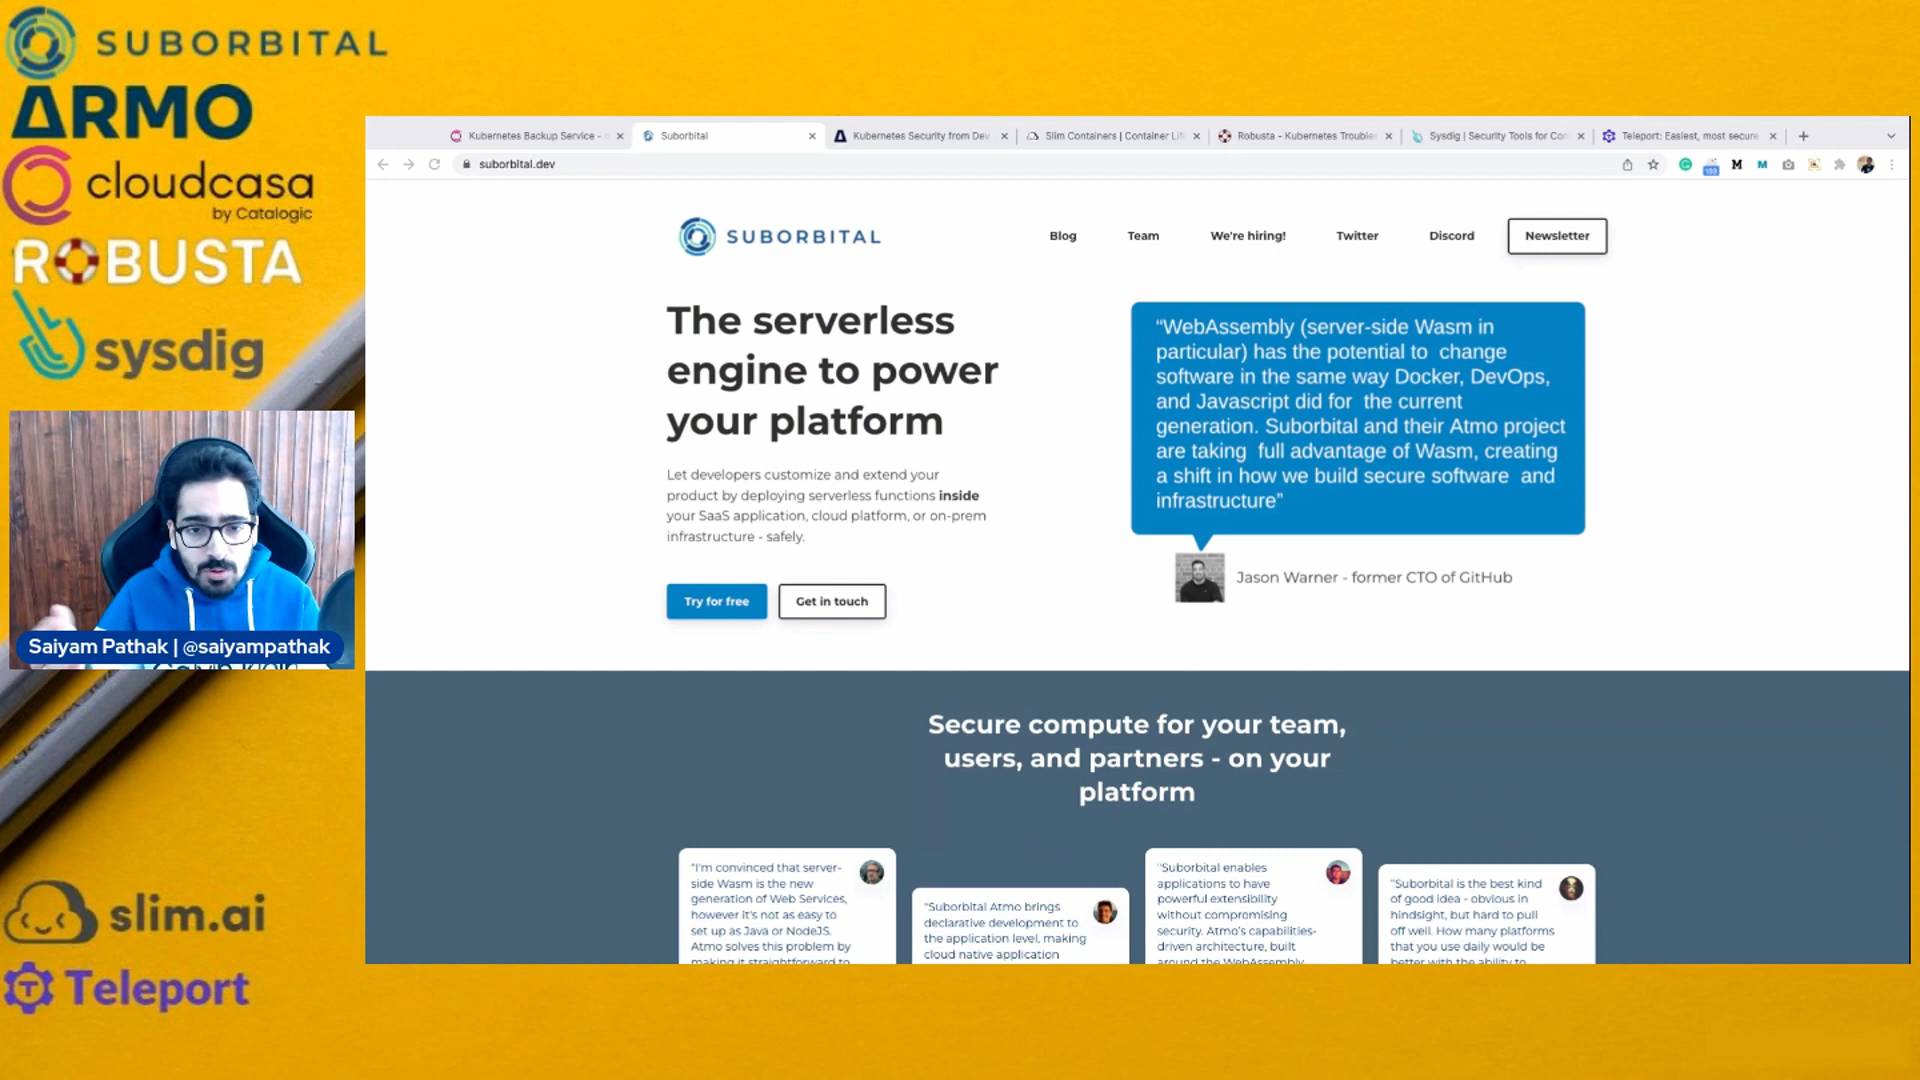 SUBORBITAL
ARMO
cloudcasa
by Catalogic
ROBUSTA
sysdig
Saiyam Pathak | @saiyampathak
slim.ai
Teleport
Kubernetes Backup Service -
Suborbital
Kubernetes Security from Dev
Slim Containers | Container Lif
Robusta - Kubernetes Trouble
Sysdig | Security Tools for Con
Teleport: Easiest, most secure
suborbital.dev
SUBORBITAL
Blog
Team
We're hiring!
Twitter
Discord
Newsletter
The serverless
engine to power
your platform
Let developers customize and extend your
product by deploying serverless functions inside
your SaaS application, cloud platform, or on-prem
infrastructure - safely.
Try for free
Get in touch
“WebAssembly (server-side Wasm in
particular) has the potential to change
software in the same way Docker, DevOps,
and Javascript did for the current
generation. Suborbital and their Atmo project
are taking full advantage of Wasm, creating
a shift in how we build secure software and
infrastructure”
Jason Warner - former CTO of GitHub
Secure compute for your team,
users, and partners - on your
platform
"I'm convinced that server-
side Wasm is the new
generation of Web Services,
however it's not as easy to
set up as Java or NodeJS.
Atmo solves this problem by
making it straightforward to
"Suborbital Atmo brings
declarative development to
the application level, making
cloud native application
"Suborbital enables
applications to have
powerful extensibility
without compromising
security. Atmo's capabilities-
driven architecture, built
around the WebAssembly
"Suborbital is the best kind
of good idea - obvious in
hindsight, but hard to pull
off well. How many platforms
that you use daily would be
better with the ability to